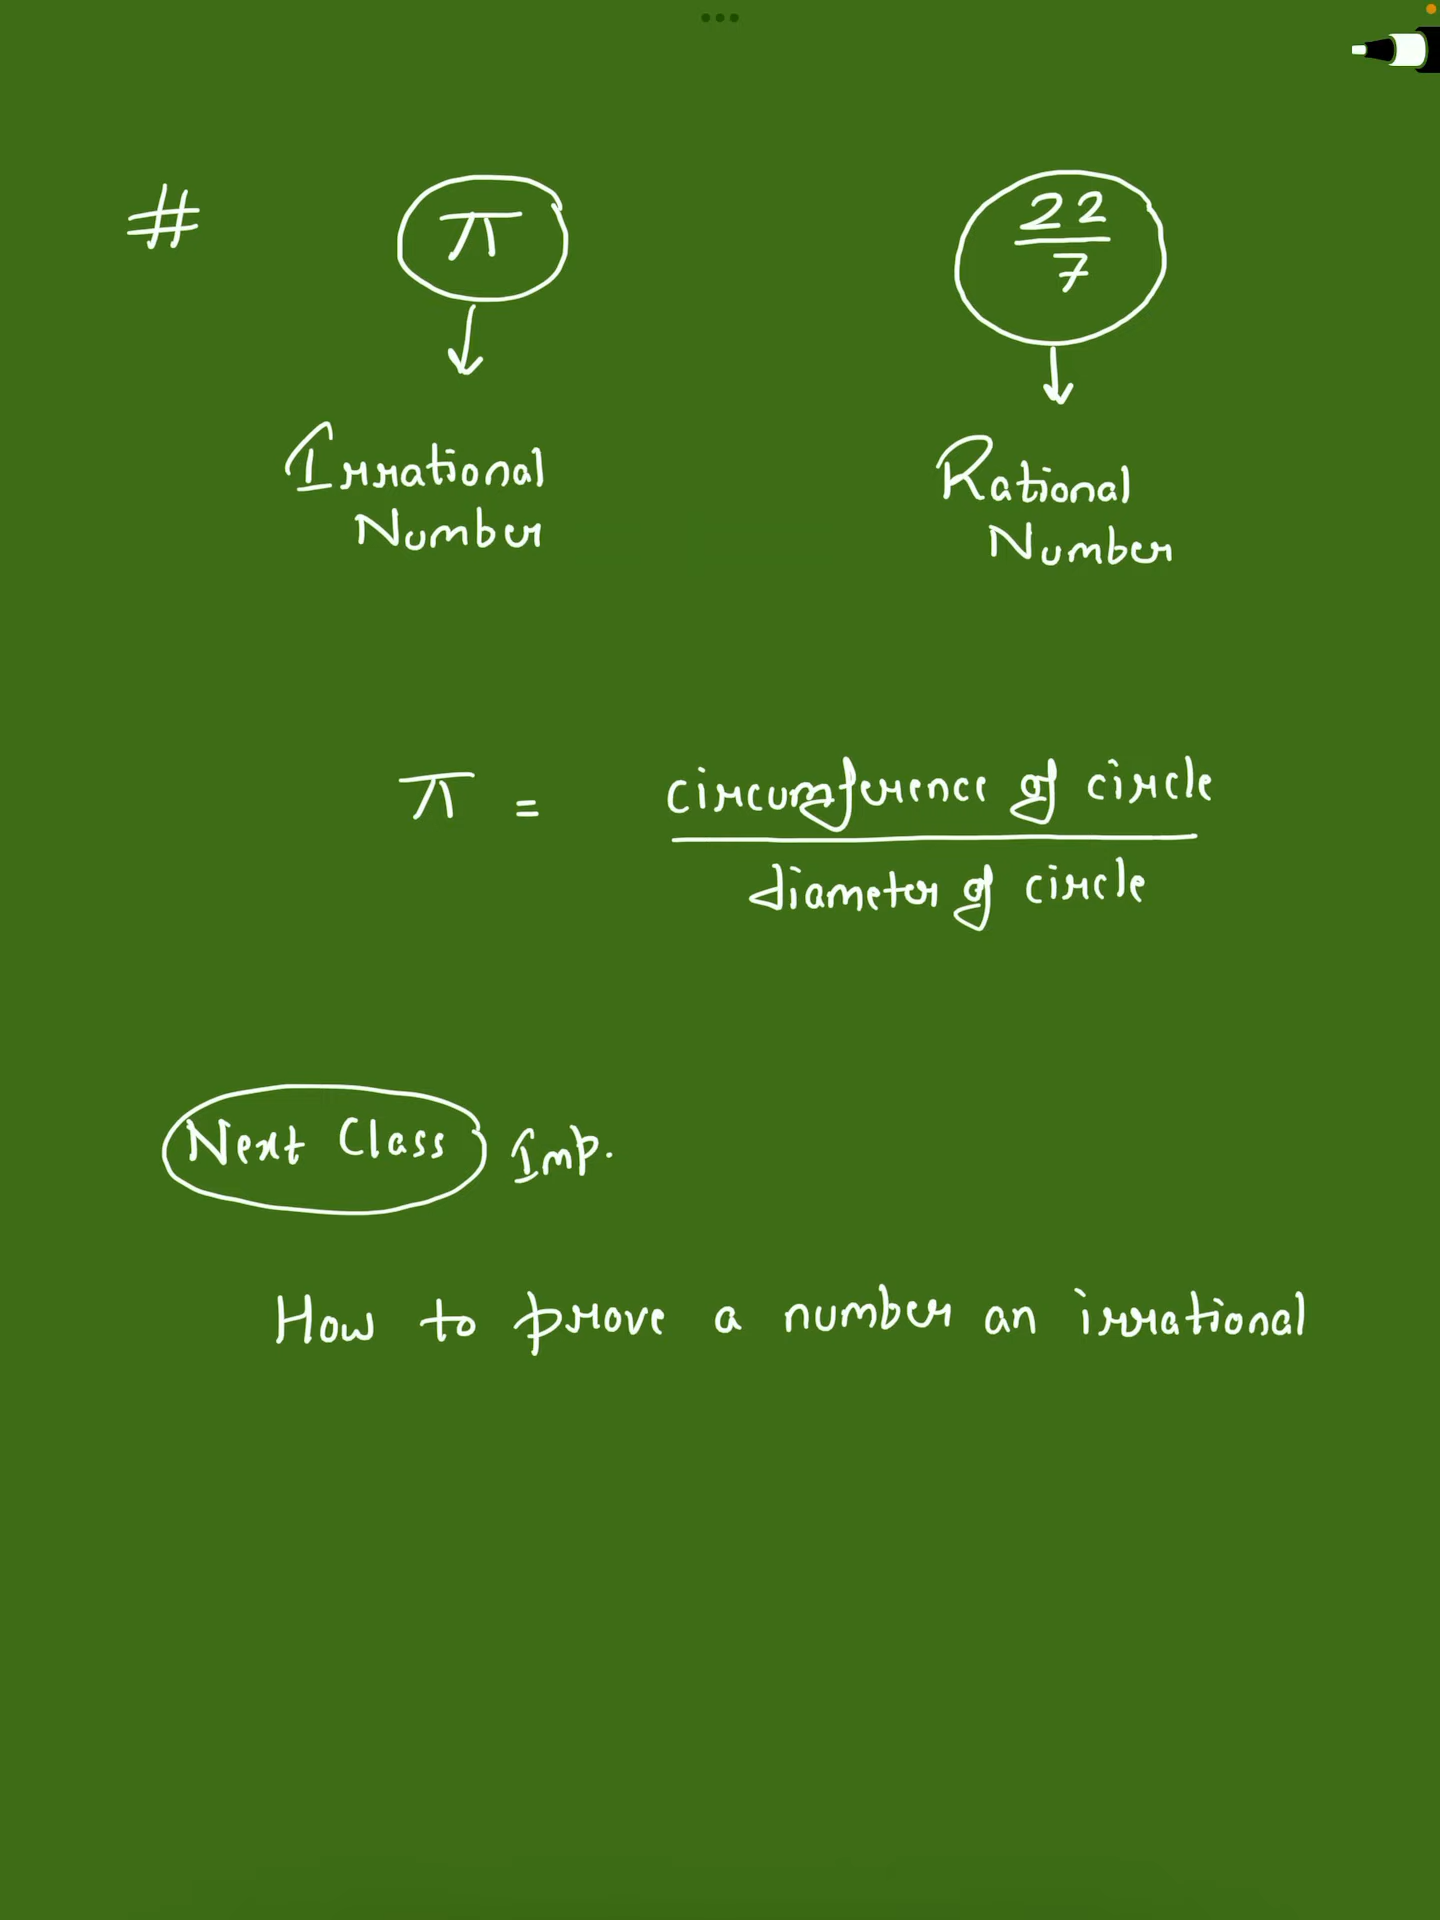 # π 22/7
Irrational Number
Rational Number
π = circumference of circle / diameter of circle
Next Class Imp.
How to prove a number an irrational